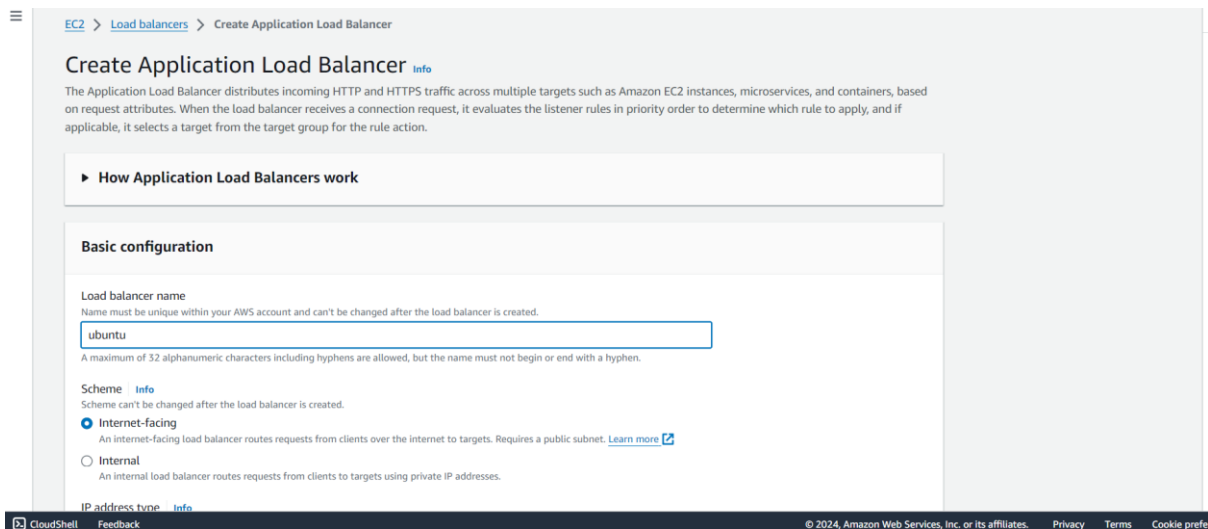 EC2 > Load balancers > Create Application Load Balancer
Create Application Load Balancer Info
The Application Load Balancer distributes incoming HTTP and HTTPS traffic across multiple targets such as Amazon EC2 instances, microservices, and containers, based
on request attributes. When the load balancer receives a connection request, it evaluates the listener rules in priority order to determine which rule to apply, and if
applicable, it selects a target from the target group for the rule action.
How Application Load Balancers work
Basic configuration
Load balancer name
Name must be unique within your AWS account and can't be changed after the load balancer is created.
ubuntu
A maximum of 32 alphanumeric characters including hyphens are allowed, but the name must not begin or end with a hyphen.
Scheme Info
Scheme can't be changed after the load balancer is created.
Internet-facing
An internet-facing load balancer routes requests from clients over the internet to targets. Requires a public subnet. Learn more
Internal
An internal load balancer routes requests from clients to targets using private IP addresses.
IP address type Info
CloudShell Feedback © 2024, Amazon Web Services, Inc. or its affiliates. Privacy Terms Cookie prefe